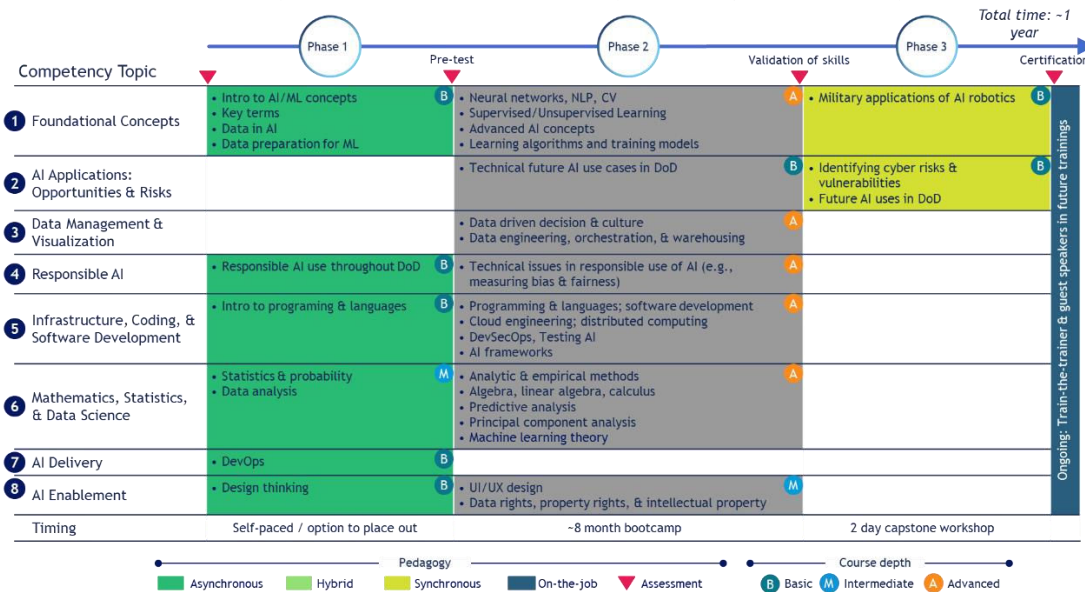 Total time: ~1
year
Phase 1
Phase 2
Phase 3
Competency Topic
Pre-test
Validation of skills
Certification
1
Foundational Concepts
• Intro to AI/ML concepts
• Key terms
• Data in AI
• Data preparation for ML
B
• Neural networks, NLP, CV
• Supervised/Unsupervised Learning
• Advanced AI concepts
• Learning algorithms and training models
A
• Military applications of AI robotics
B
2
AI Applications:
Opportunities & Risks
• Technical future AI use cases in DoD
B
• Identifying cyber risks &
vulnerabilities
• Future AI uses in DoD
B
3
Data Management &
Visualization
• Data driven decision & culture
• Data engineering, orchestration, & warehousing
A
4
Responsible AI
• Responsible AI use throughout DoD
B
• Technical issues in responsible use of AI (e.g.,
measuring bias & fairness)
A
5
Infrastructure, Coding, &
Software Development
• Intro to programing & languages
B
• Programming & languages; software development
• Cloud engineering; distributed computing
• DevSecOps, Testing AI
• AI frameworks
A
6
Mathematics, Statistics,
& Data Science
• Statistics & probability
• Data analysis
M
• Analytic & empirical methods
• Algebra, linear algebra, calculus
• Predictive analysis
• Principal component analysis
• Machine learning theory
A
7
AI Delivery
• DevOps
B
8
AI Enablement
• Design thinking
B
• UI/UX design
• Data rights, property rights, & intellectual property
M
Ongoing: Train-the-trainer & guest speakers in future trainings
Timing
Self-paced / option to place out
~8 month bootcamp
2 day capstone workshop
Pedagogy
Course depth
Asynchronous
Hybrid
Synchronous
On-the-job
Assessment
B Basic
M Intermediate
A Advanced